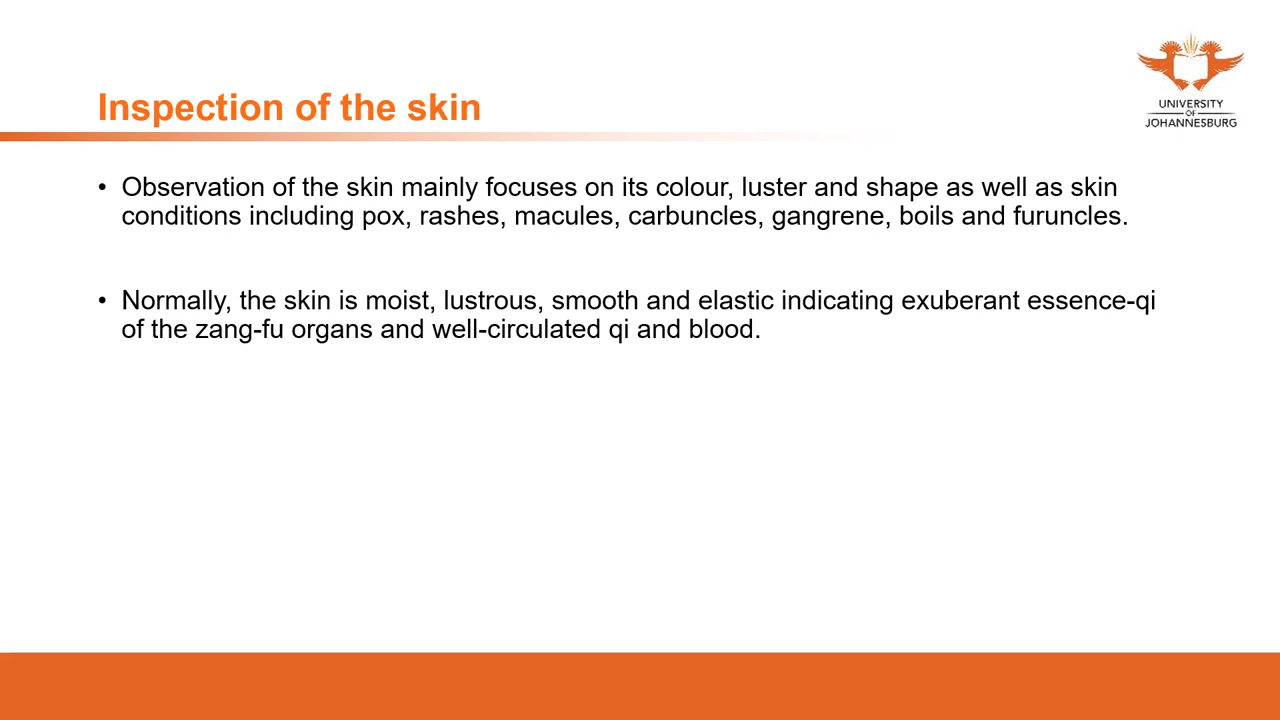 Inspection of the skin
UNIVERSITY
OF
JOHANNESBURG
• Observation of the skin mainly focuses on its colour, luster and shape as well as skin
conditions including pox, rashes, macules, carbuncles, gangrene, boils and furuncles.
• Normally, the skin is moist, lustrous, smooth and elastic indicating exuberant essence-qi
of the zang-fu organs and well-circulated qi and blood.